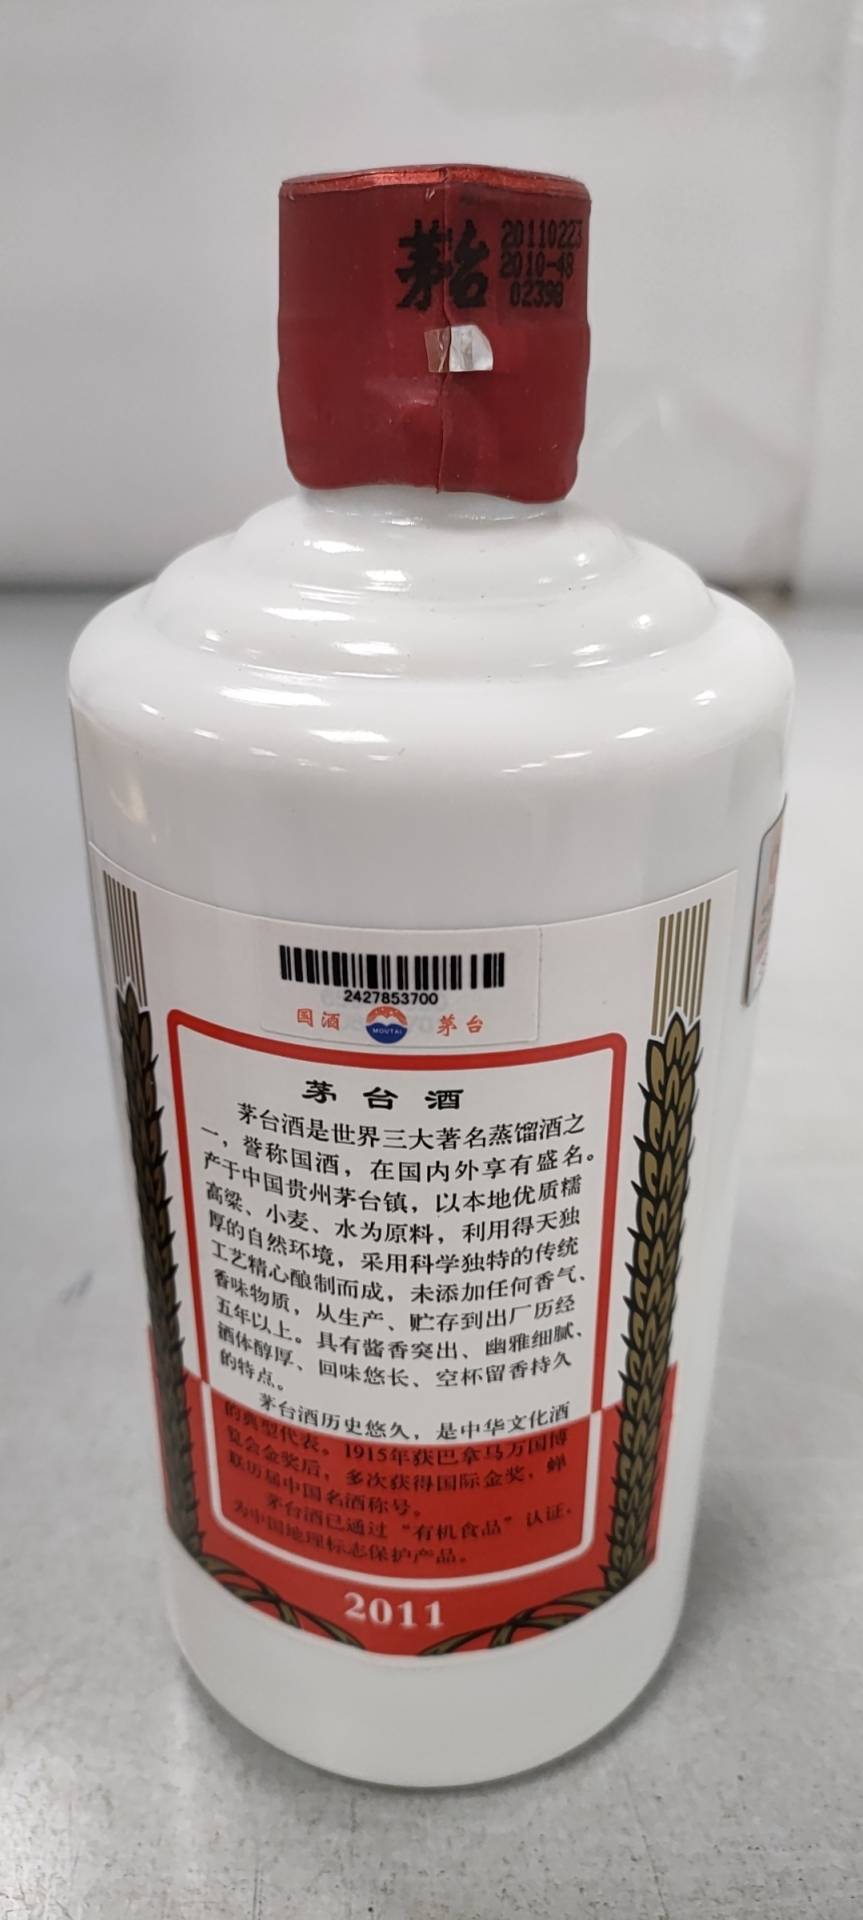 茅台
20110223
2010-48
02398
2427853700
国酒 MOUTAI 茅台
茅台酒
茅台酒是世界三大著名蒸馏酒之
一，誉称国酒，在国内外享有盛名。
产于中国贵州茅台镇，以本地优质糯
高粱、小麦、水为原料，利用得天独
厚的自然环境，采用科学独特的传统
工艺精心酿制而成，未添加任何香气、
香味物质，从生产、贮存到出厂历经
五年以上。具有酱香突出、幽雅细腻、
酒体醇厚、回味悠长、空杯留香持久
的特点。
茅台酒历史悠久，是中华文化酒
的典型代表。1915年获巴拿马万国博
览会金奖后，多次获得国际金奖，蝉
联历届中国名酒称号。
茅台酒已通过“有机食品”认证，
为中国地理标志保护产品。
2011